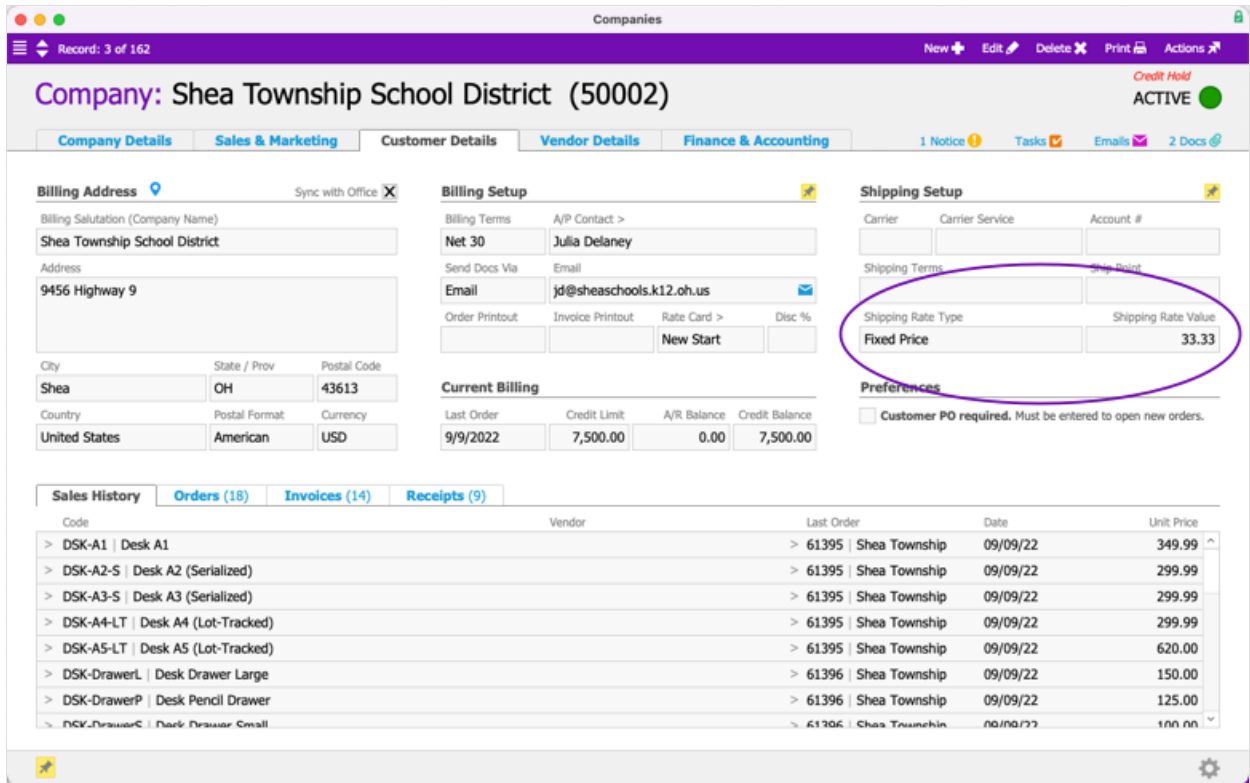 Companies
Record: 3 of 162 New Edit Delete Print Actions
Credit Hold
Company: Shea Township School District (50002) ACTIVE
Company Details Sales & Marketing Customer Details Vendor Details Finance & Accounting 1 Notice Tasks Emails 2 Docs
Billing Address Sync with Office X Billing Setup Shipping Setup
Billing Salutation (Company Name) Billing Terms A/P Contact > Carrier Carrier Service Account #
Shea Township School District Net 30 Julia Delaney
Address Send Docs Via Email Shipping Terms Ship Point
9456 Highway 9 Email jd@sheaschools.k12.oh.us
Order Printout Invoice Printout Rate Card > Disc % Shipping Rate Type Shipping Rate Value
New Start Fixed Price 33.33
City State / Prov Postal Code
Shea OH 43613 Current Billing Preferences
Country Postal Format Currency Last Order Credit Limit A/R Balance Credit Balance Customer PO required. Must be entered to open new orders.
United States American USD 9/9/2022 7,500.00 0.00 7,500.00
Sales History Orders (18) Invoices (14) Receipts (9)
Code Vendor Last Order Date Unit Price
> DSK-A1 | Desk A1 > 61395 | Shea Township 09/09/22 349.99
> DSK-A2-S | Desk A2 (Serialized) > 61395 | Shea Township 09/09/22 299.99
> DSK-A3-S | Desk A3 (Serialized) > 61395 | Shea Township 09/09/22 299.99
> DSK-A4-LT | Desk A4 (Lot-Tracked) > 61395 | Shea Township 09/09/22 299.99
> DSK-A5-LT | Desk A5 (Lot-Tracked) > 61395 | Shea Township 09/09/22 620.00
> DSK-DrawerL | Desk Drawer Large > 61396 | Shea Township 09/09/22 150.00
> DSK-DrawerP | Desk Pencil Drawer > 61396 | Shea Township 09/09/22 125.00
> DSK-DrawerS | Desk Drawer Small > 61396 | Shea Township 09/09/22 100.00